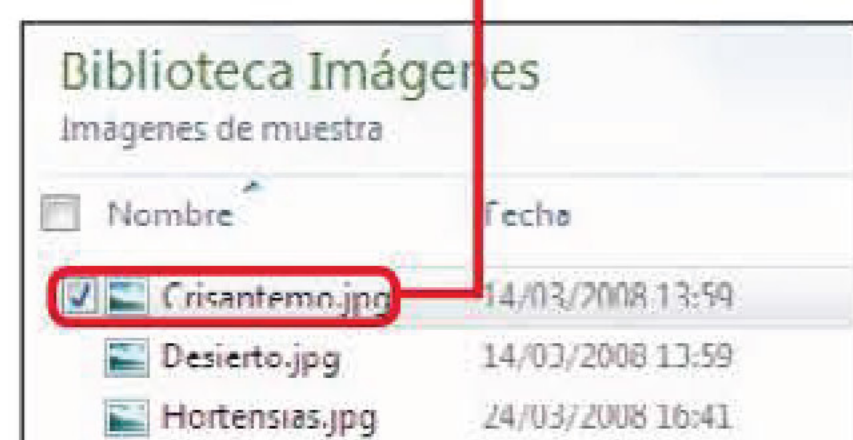 Biblioteca Imágenes
Imágenes de muestra
Nombre Fecha
Crisantemo.jpg 14/03/2008 13:59
Desierto.jpg 14/03/2008 13:59
Hortensias.jpg 24/03/2008 16:41